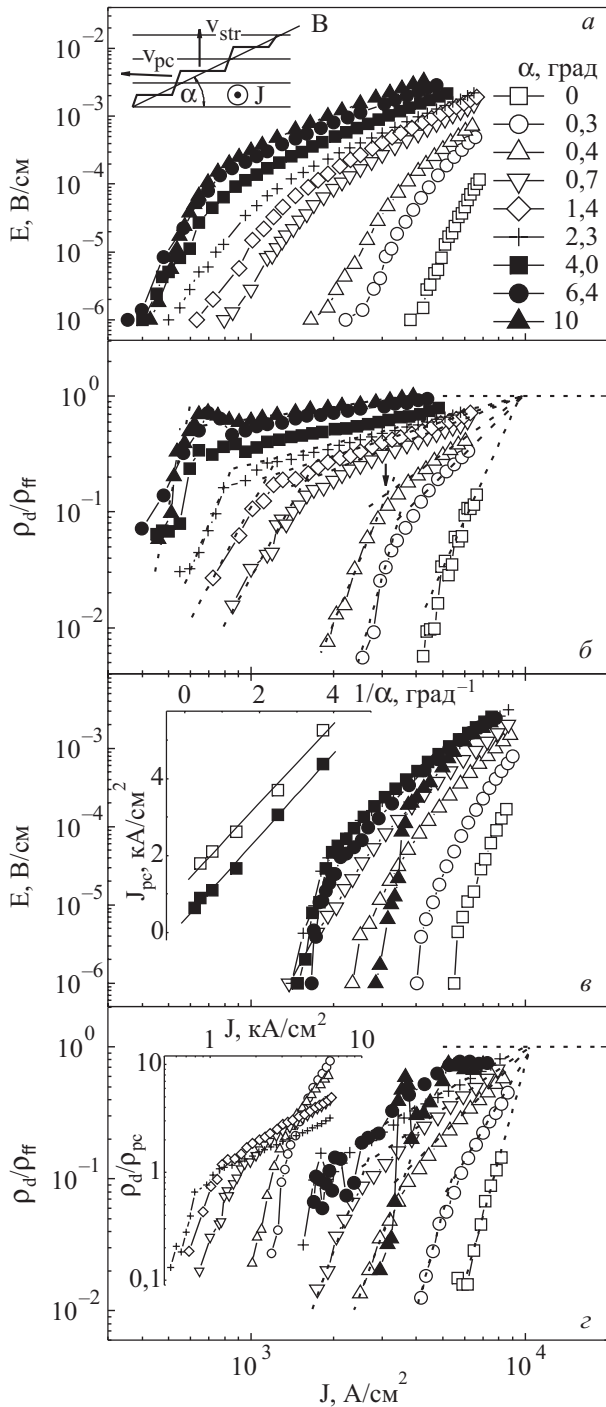 а
B
v_str
v_pc
α
J
α, град
0
0,3
0,4
0,7
1,4
2,3
4,0
6,4
10
E, В/см
10^-2
10^-3
10^-4
10^-5
10^-6
б
ρ_d/ρ_ff
10^0
10^-1
10^-2
в
0 2 4 1/α, град^-1
J_pc, кА/см^2
4
2
0
E, В/см
10^-3
10^-4
10^-5
10^-6
г
1 J, кА/см^2 10
ρ_d/ρ_pc
10
1
0,1
ρ_d/ρ_ff
10^0
10^-1
10^-2
10^3 10^4
J, А/см^2